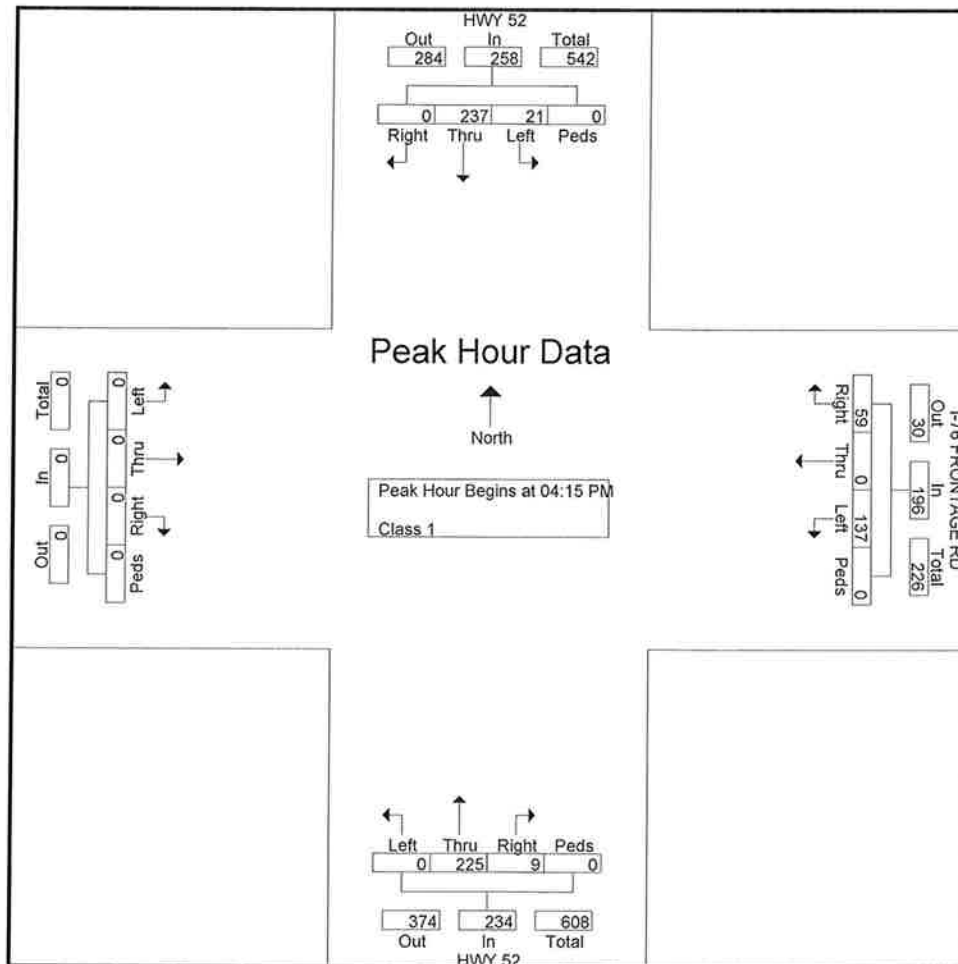 HWY 52
Out In Total
284 258 542
0 237 21 0
Right Thru Left Peds
Peak Hour Data
North
Peak Hour Begins at 04:15 PM
Class 1
Total In Out
0 0 0
0 0 0 0
Left Thru Right Peds
I-76 FRONTAGE RD
Out In Total
30 196 226
59 0 137 0
Right Thru Left Peds
Left Thru Right Peds
0 225 9 0
374 234 608
Out In Total
HWY 52